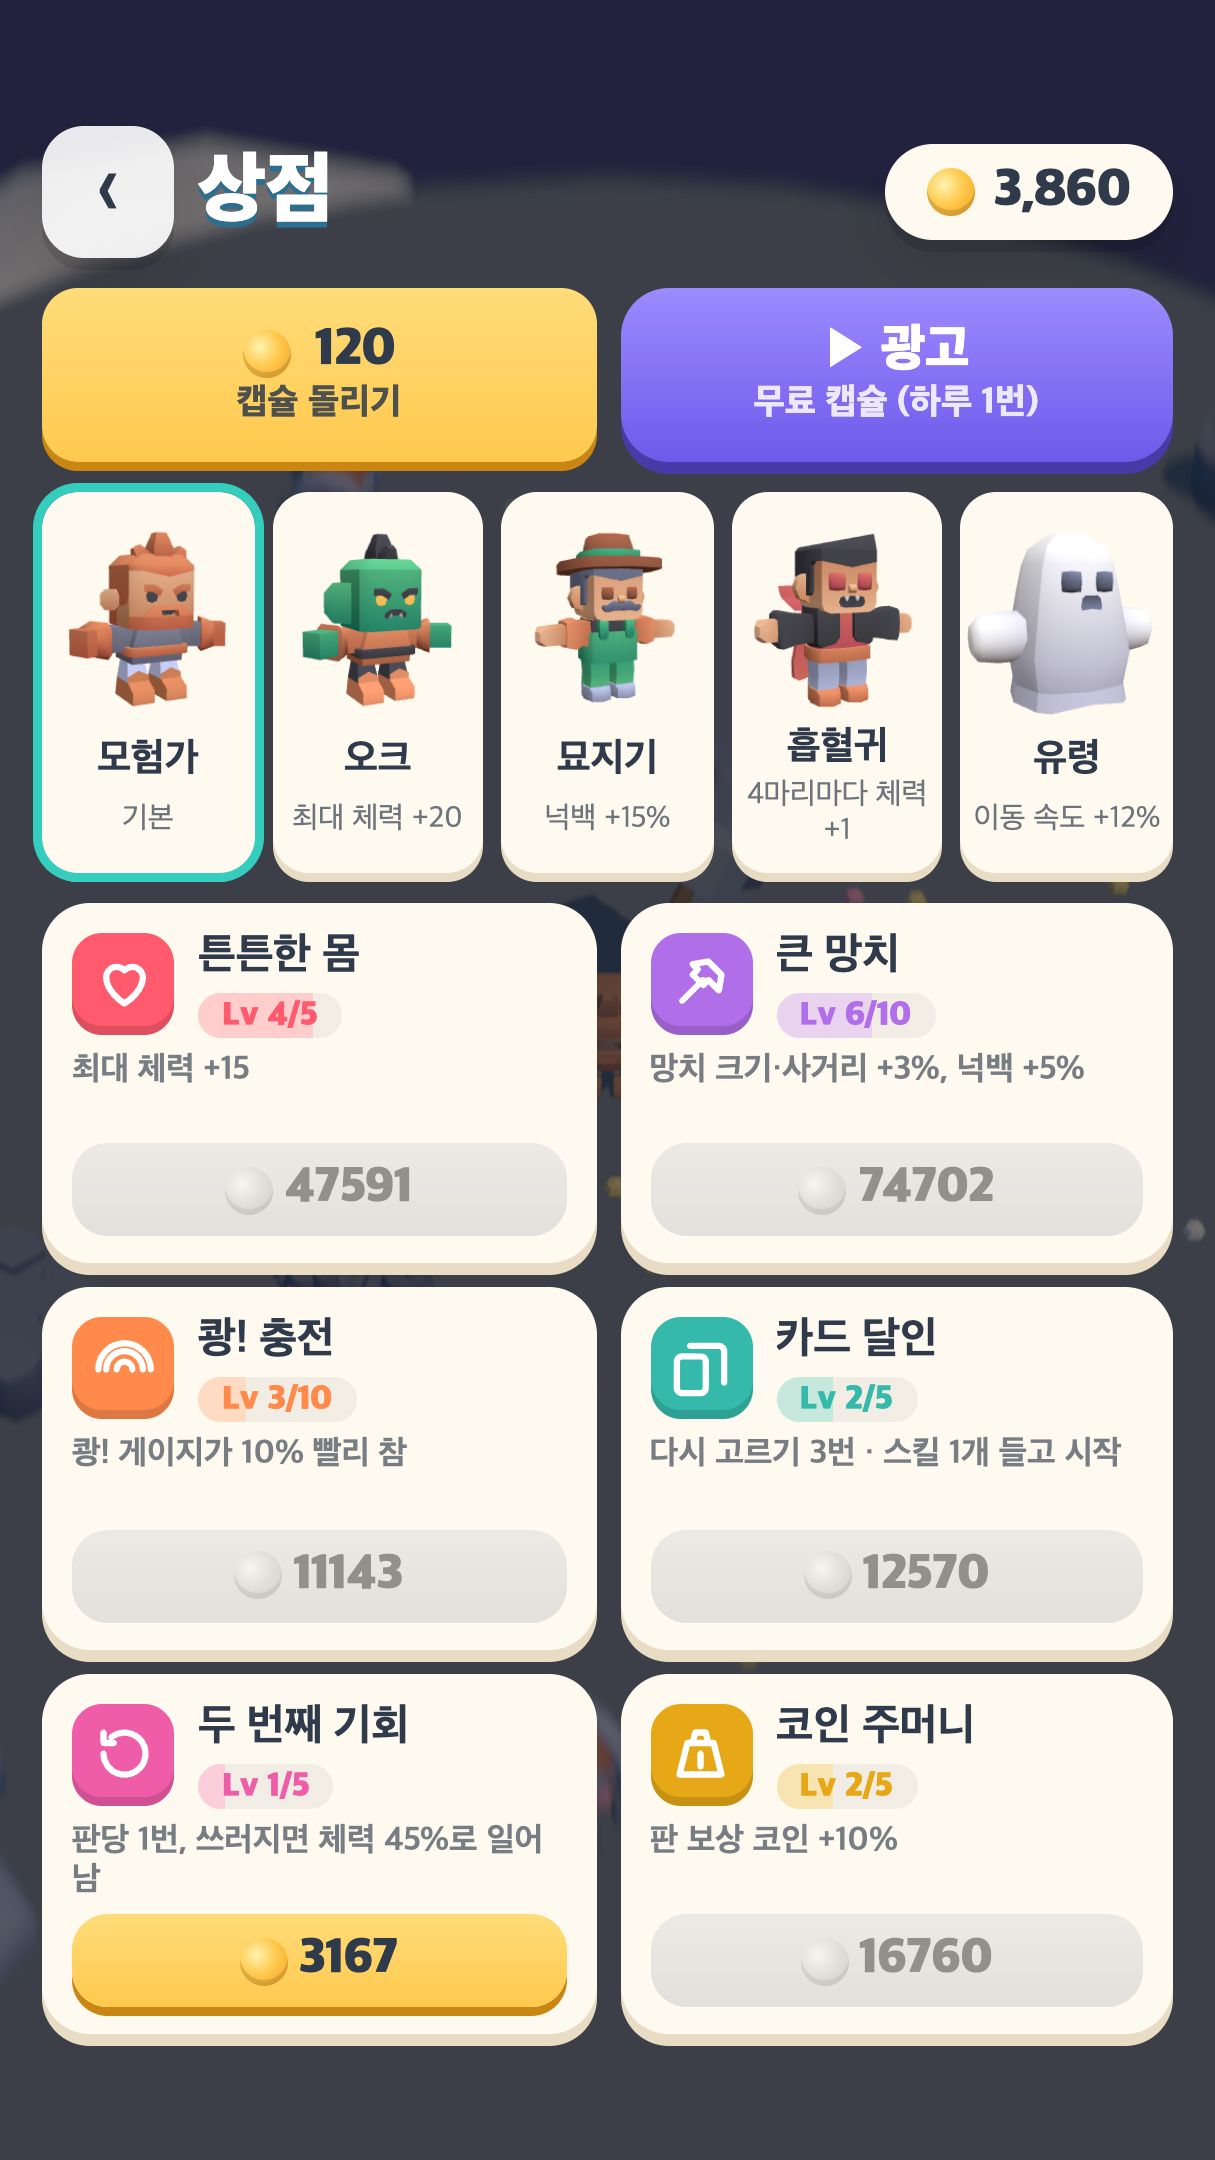 상점
3,860
120
캡슐 돌리기
▶ 광고
무료 캡슐 (하루 1번)
모험가
기본
오크
최대 체력 +20
묘지기
넉백 +15%
흡혈귀
4마리마다 체력
+1
유령
이동 속도 +12%
튼튼한 몸
Lv 4/5
최대 체력 +15
47591
큰 망치
Lv 6/10
망치 크기·사거리 +3%, 넉백 +5%
74702
쾅! 충전
Lv 3/10
쾅! 게이지가 10% 빨리 참
11143
카드 달인
Lv 2/5
다시 고르기 3번 · 스킬 1개 들고 시작
12570
두 번째 기회
Lv 1/5
판당 1번, 쓰러지면 체력 45%로 일어
남
3167
코인 주머니
Lv 2/5
판 보상 코인 +10%
16760